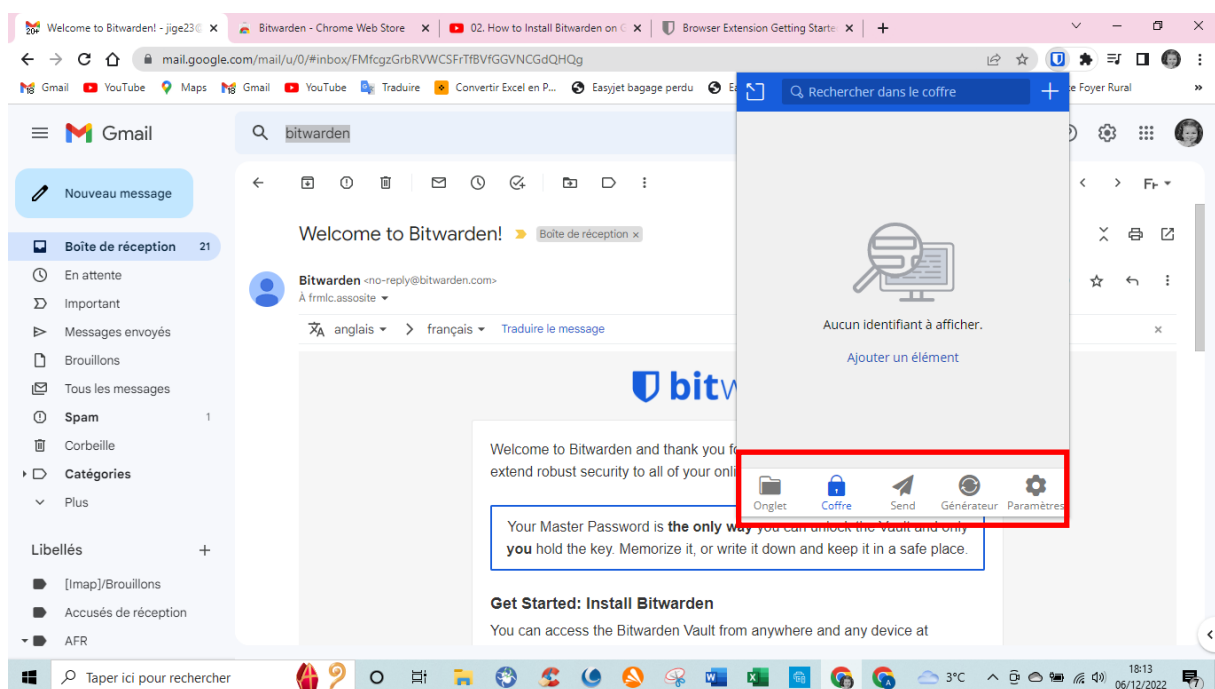 Welcome to Bitwarden! - jige23@
Bitwarden - Chrome Web Store
02. How to Install Bitwarden on
Browser Extension Getting Starte
mail.google.com/mail/u/0/#inbox/FMfcgzGrbRVWCSFrTfBVfGGVNCGdQHQg
Gmail YouTube Maps Gmail YouTube Traduire Convertir Excel en P... Easyjet bagage perdu
Foyer Rural
Rechercher dans le coffre
Gmail
bitwarden
Nouveau message
Welcome to Bitwarden! Boîte de réception
Boîte de réception 21
En attente
Bitwarden <no-reply@bitwarden.com>
À frmlc.assosite
Important
Messages envoyés
anglais français Traduire le message
Aucun identifiant à afficher.
Ajouter un élément
Brouillons
Tous les messages
Spam 1
Corbeille
Catégories
Plus
bit
Welcome to Bitwarden and thank you
extend robust security to all of your
Onglet Coffre Send Générateur Paramètres
Your Master Password is the only way you can unlock the Vault and only
you hold the key. Memorize it, or write it down and keep it in a safe place.
Libellés
[Imap]/Brouillons
Accusés de réception
AFR
Get Started: Install Bitwarden
You can access the Bitwarden Vault from anywhere and any device at
Taper ici pour rechercher
3°C
18:13
06/12/2022